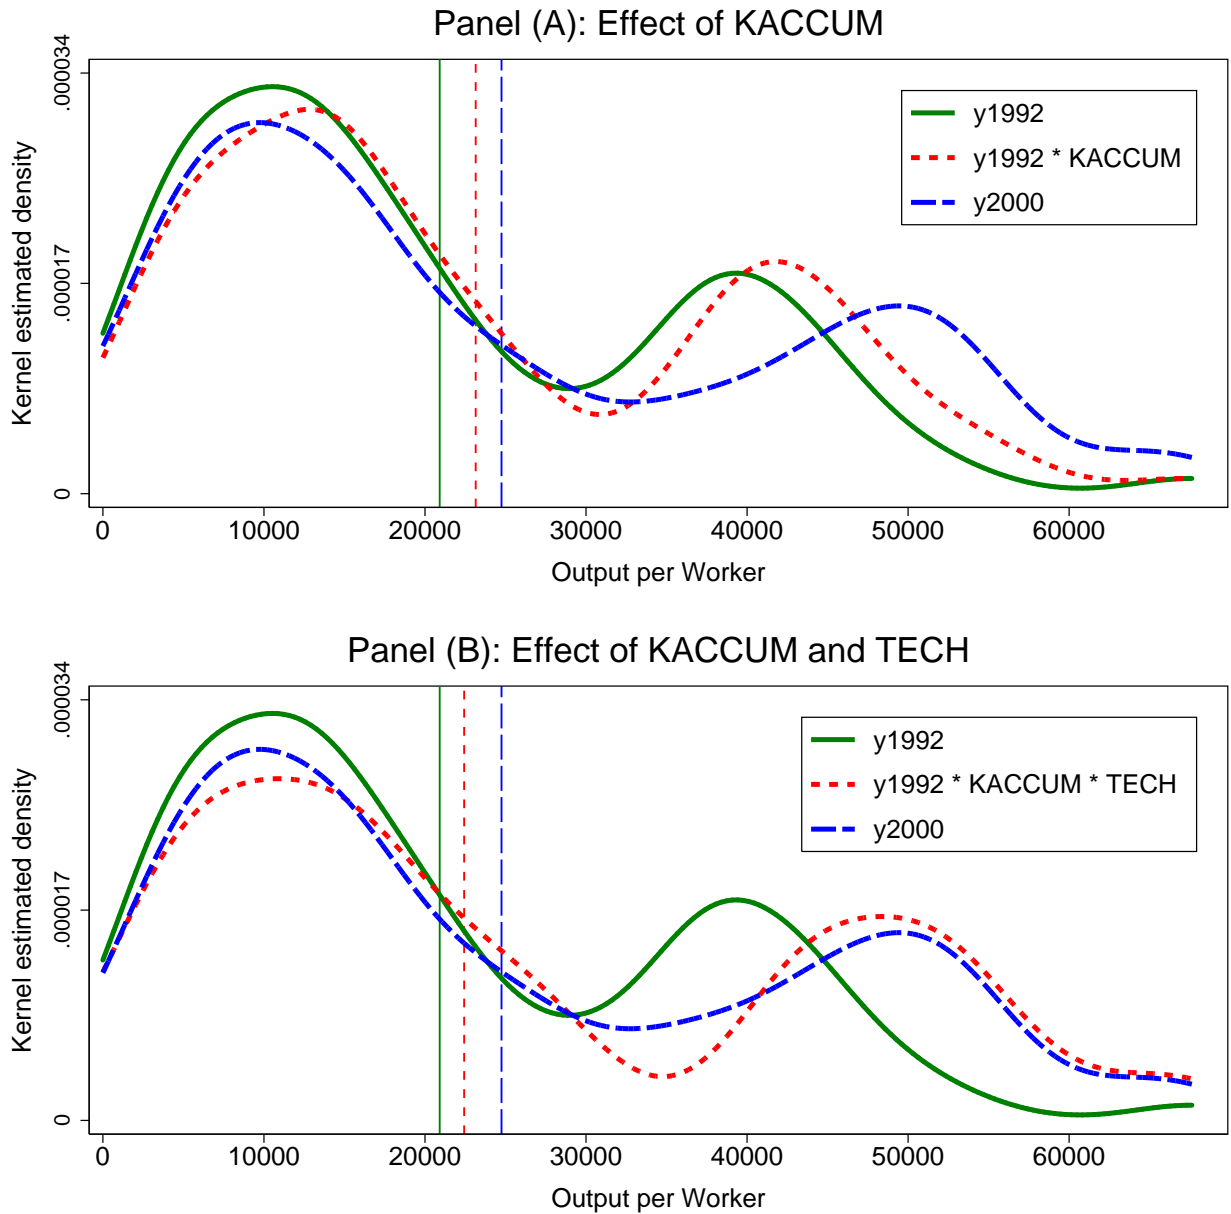 Panel (A): Effect of KACCUM
Kernel estimated density
0
.000017
.000034
y1992
y1992 * KACCUM
y2000
0 10000 20000 30000 40000 50000 60000
Output per Worker
Panel (B): Effect of KACCUM and TECH
Kernel estimated density
0
.000017
.000034
y1992
y1992 * KACCUM * TECH
y2000
0 10000 20000 30000 40000 50000 60000
Output per Worker